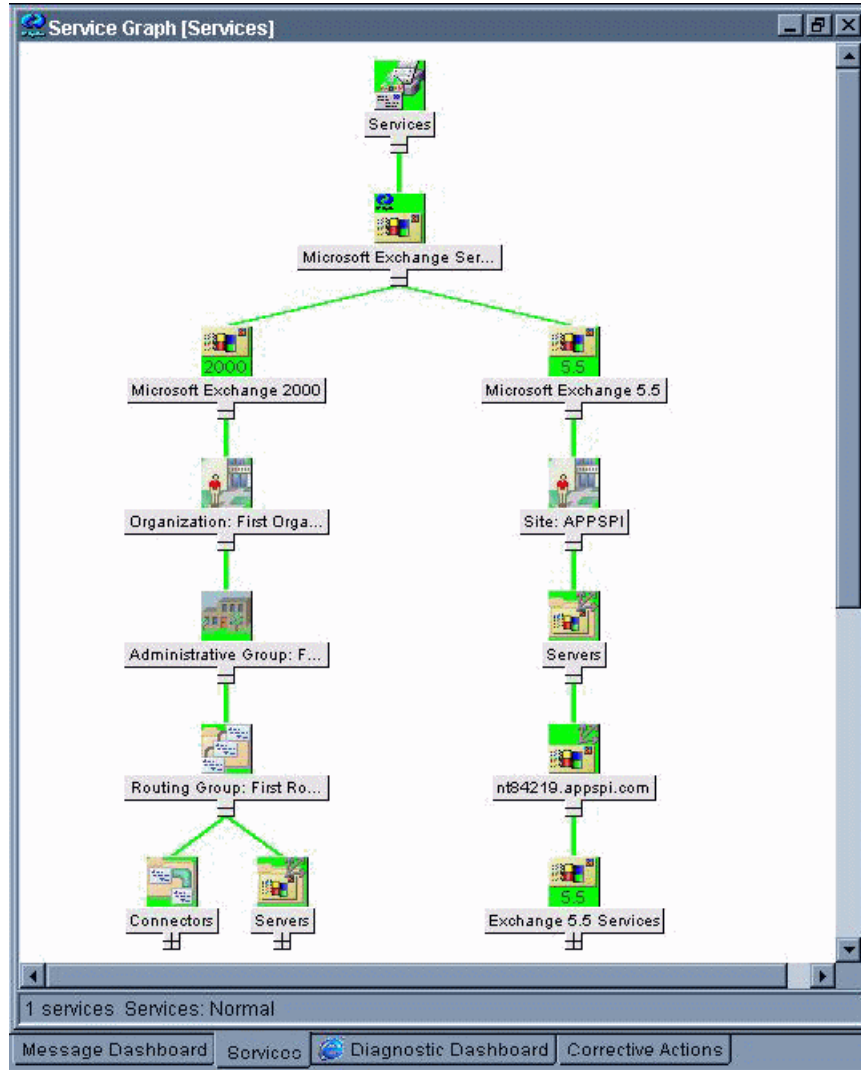 Service Graph [Services]
Services
Microsoft Exchange Ser...
2000
5.5
Microsoft Exchange 2000
Microsoft Exchange 5.5
Organization: First Orga...
Site: APPSPI
Administrative Group: F...
Servers
Routing Group: First Ro...
nt84219.appspi.com
5.5
Connectors
Servers
Exchange 5.5 Services
1 services Services: Normal
Message Dashboard
Services
Diagnostic Dashboard
Corrective Actions